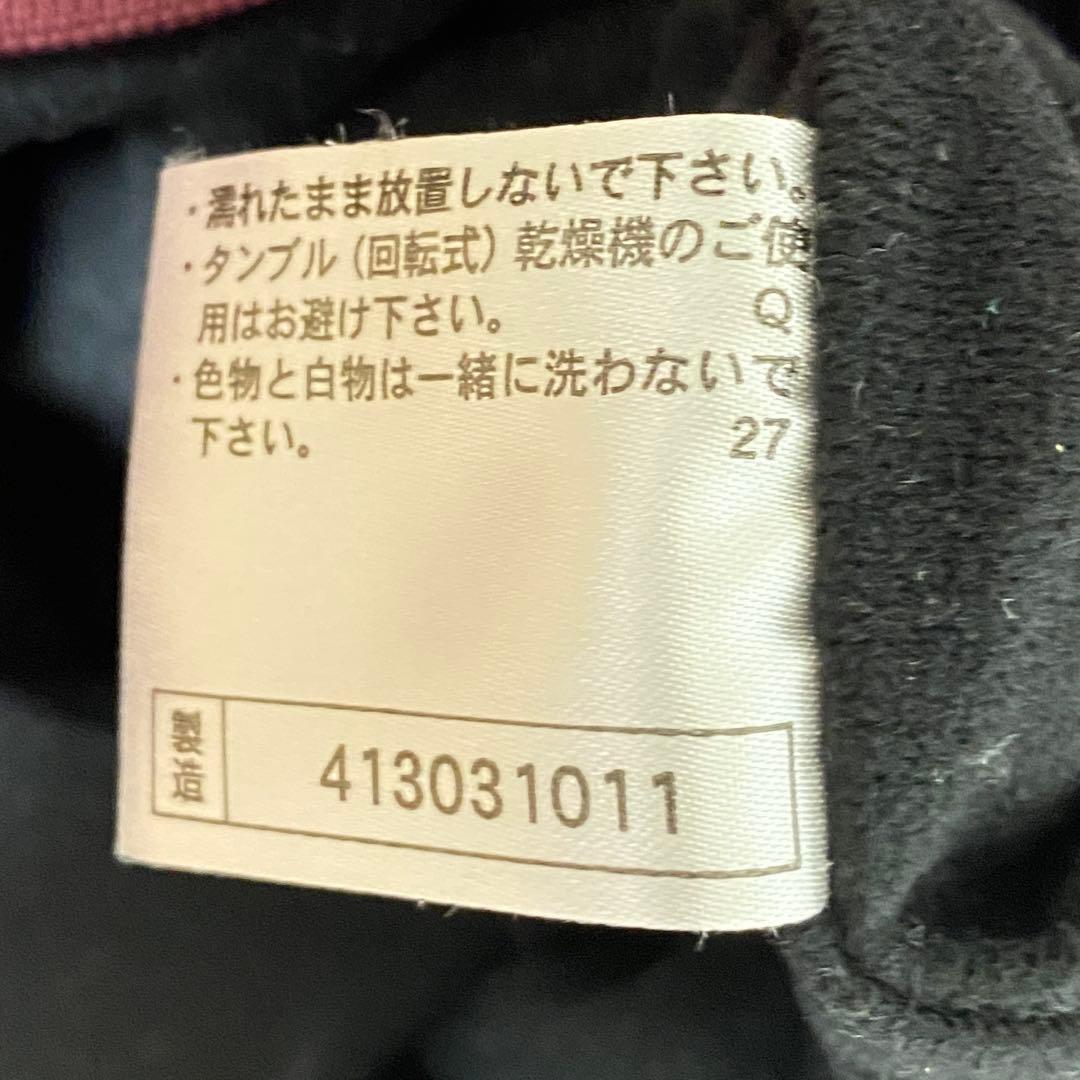 ・濡れたまま放置しないで下さい。
・タンブル（回転式）乾燥機のご使
用はお避け下さい。 Q
・色物と白物は一緒に洗わないで
下さい。 27
製造 413031011